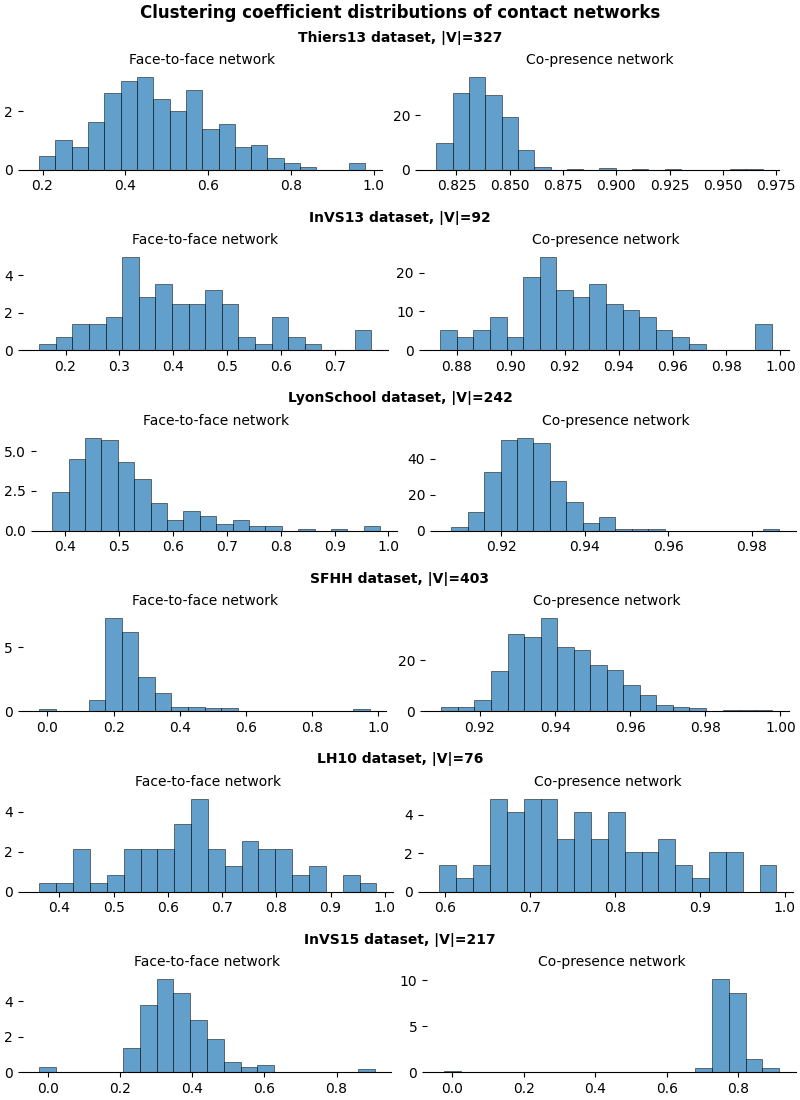 Clustering coefficient distributions of contact networks
Thiers13 dataset, |V|=327
Face-to-face network Co-presence network
2 20
0 0
0.2 0.4 0.6 0.8 1.0 0.825 0.850 0.875 0.900 0.925 0.950 0.975
InVS13 dataset, |V|=92
Face-to-face network Co-presence network
4 20
2 10
0 0
0.2 0.3 0.4 0.5 0.6 0.7 0.88 0.90 0.92 0.94 0.96 0.98 1.00
LyonSchool dataset, |V|=242
Face-to-face network Co-presence network
5.0 40
2.5 20
0.0 0
0.4 0.5 0.6 0.7 0.8 0.9 1.0 0.92 0.94 0.96 0.98
SFHH dataset, |V|=403
Face-to-face network Co-presence network
5 20
0 0
0.0 0.2 0.4 0.6 0.8 1.0 0.92 0.94 0.96 0.98 1.00
LH10 dataset, |V|=76
Face-to-face network Co-presence network
4 4
2 2
0 0
0.4 0.5 0.6 0.7 0.8 0.9 1.0 0.6 0.7 0.8 0.9 1.0
InVS15 dataset, |V|=217
Face-to-face network Co-presence network
4 10
2 5
0 0
0.0 0.2 0.4 0.6 0.8 0.0 0.2 0.4 0.6 0.8